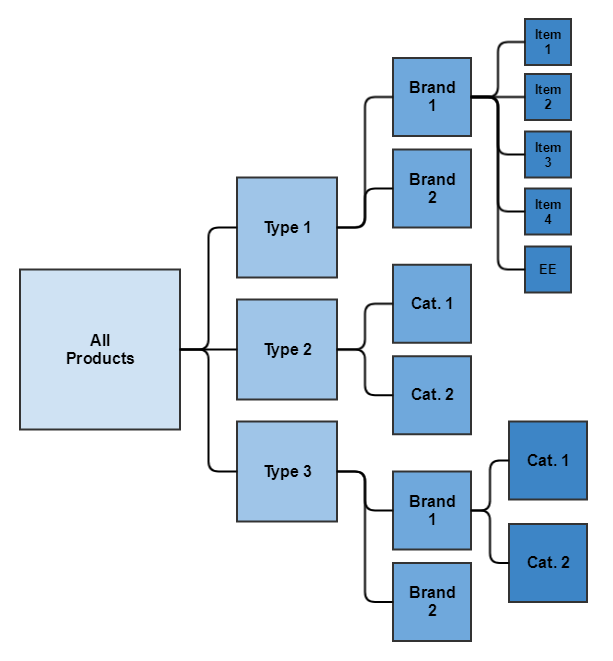 All
Products
Type 1
Brand
1
Item
1
Item
2
Item
3
Item
4
EE
Brand
2
Type 2
Cat. 1
Cat. 2
Type 3
Brand
1
Cat. 1
Cat. 2
Brand
2